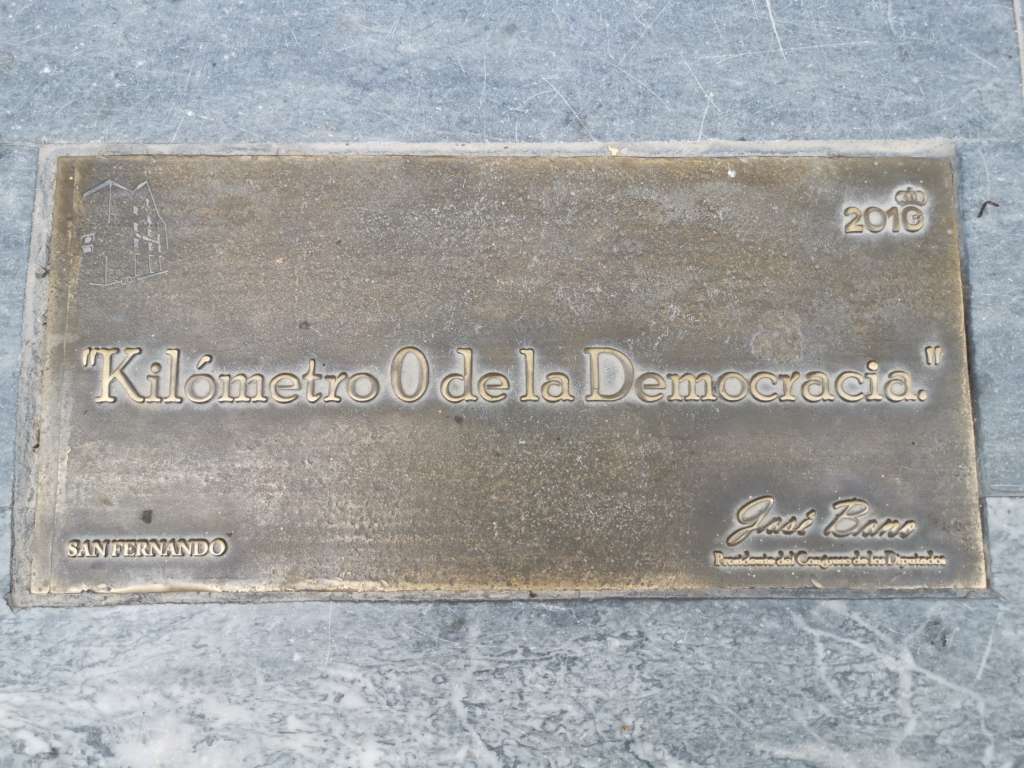 2010
"Kilómetro 0 de la Democracia."
José Bono
SAN FERNANDO
Presidente del Congreso de los Diputados